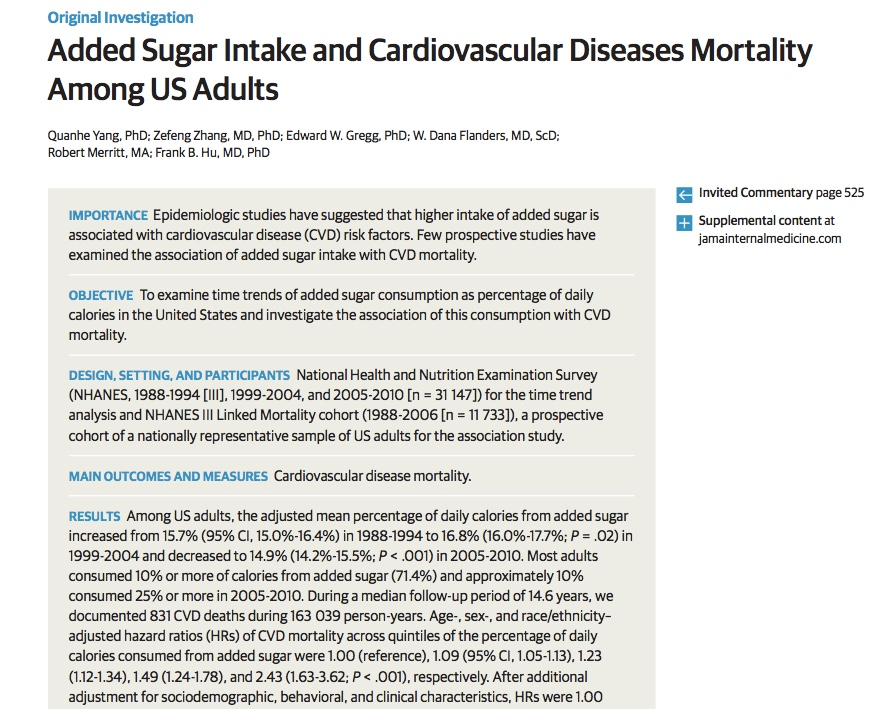 Original Investigation
Added Sugar Intake and Cardiovascular Diseases Mortality
Among US Adults
Quanhe Yang, PhD; Zefeng Zhang, MD, PhD; Edward W. Gregg, PhD; W. Dana Flanders, MD, ScD;
Robert Merritt, MA; Frank B. Hu, MD, PhD
Invited Commentary page 525
Supplemental content at
jamainternalmedicine.com
IMPORTANCE Epidemiologic studies have suggested that higher intake of added sugar is
associated with cardiovascular disease (CVD) risk factors. Few prospective studies have
examined the association of added sugar intake with CVD mortality.
OBJECTIVE To examine time trends of added sugar consumption as percentage of daily
calories in the United States and investigate the association of this consumption with CVD
mortality.
DESIGN, SETTING, AND PARTICIPANTS National Health and Nutrition Examination Survey
(NHANES, 1988-1994 [III], 1999-2004, and 2005-2010 [n = 31 147]) for the time trend
analysis and NHANES III Linked Mortality cohort (1988-2006 [n = 11 733]), a prospective
cohort of a nationally representative sample of US adults for the association study.
MAIN OUTCOMES AND MEASURES Cardiovascular disease mortality.
RESULTS Among US adults, the adjusted mean percentage of daily calories from added sugar
increased from 15.7% (95% CI, 15.0%-16.4%) in 1988-1994 to 16.8% (16.0%-17.7%; P = .02) in
1999-2004 and decreased to 14.9% (14.2%-15.5%; P < .001) in 2005-2010. Most adults
consumed 10% or more of calories from added sugar (71.4%) and approximately 10%
consumed 25% or more in 2005-2010. During a median follow-up period of 14.6 years, we
documented 831 CVD deaths during 163 039 person-years. Age-, sex-, and race/ethnicity–
adjusted hazard ratios (HRs) of CVD mortality across quintiles of the percentage of daily
calories consumed from added sugar were 1.00 (reference), 1.09 (95% CI, 1.05-1.13), 1.23
(1.12-1.34), 1.49 (1.24-1.78), and 2.43 (1.63-3.62; P < .001), respectively. After additional
adjustment for sociodemographic, behavioral, and clinical characteristics, HRs were 1.00